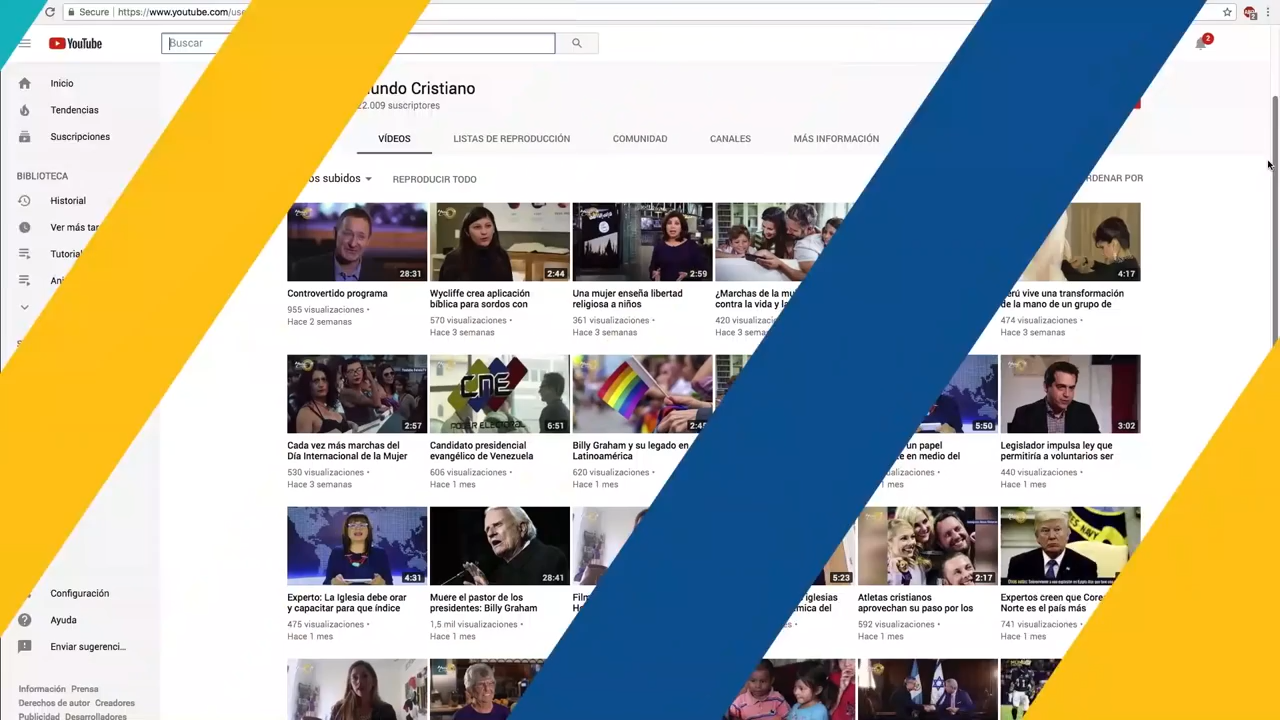 Secure | https://www.youtube.com/use
YouTube
Buscar
2
Inicio
Tendencias
Suscripciones
BIBLIOTECA
Historial
Ver más tar
Tutorial
Configuración
Ayuda
Enviar sugerenci...
Información Prensa
Derechos de autor Creadores
Publicidad Desarrolladores
undo Cristiano
22.009 suscriptores
VÍDEOS LISTAS DE REPRODUCCIÓN COMUNIDAD CANALES MÁS INFORMACIÓN
os subidos REPRODUCIR TODO RDENAR POR
28:31
2:44
2:59
4:17
Controvertido programa
955 visualizaciones •
Hace 2 semanas
Wycliffe crea aplicación
bíblica para sordos con
570 visualizaciones •
Hace 3 semanas
Una mujer enseña libertad
religiosa a niños
361 visualizaciones •
Hace 3 semanas
¿Marchas de la mu
contra la vida y la
420 visualizacio
Hace 3 sem
erú vive una transformación
de la mano de un grupo de
474 visualizaciones •
Hace 3 semanas
2:57
CNE
PODER ELECTORAL
6:51
5:50
3:02
Cada vez más marchas del
Día Internacional de la Mujer
530 visualizaciones •
Hace 3 semanas
Candidato presidencial
evangélico de Venezuela
606 visualizaciones •
Hace 1 mes
Billy Graham y su legado en
Latinoamérica
620 visualizaciones •
Hace 1 mes
un papel
e en medio del
es •
1 mes
Legislador impulsa ley que
permitiría a voluntarios ser
440 visualizaciones •
Hace 1 mes
4:31
28:41
5:23
2:17
Experto: La Iglesia debe orar
y capacitar para que índice
475 visualizaciones •
Hace 1 mes
Muere el pastor de los
presidentes: Billy Graham
1,5 mil visualizaciones •
Hace 1 mes
Film
iglesias
mica del
es •
Atletas cristianos
aprovechan su paso por los
592 visualizaciones •
Hace 1 mes
Expertos creen que Core
Norte es el país más
741 visualizaciones •
Hace 1 mes